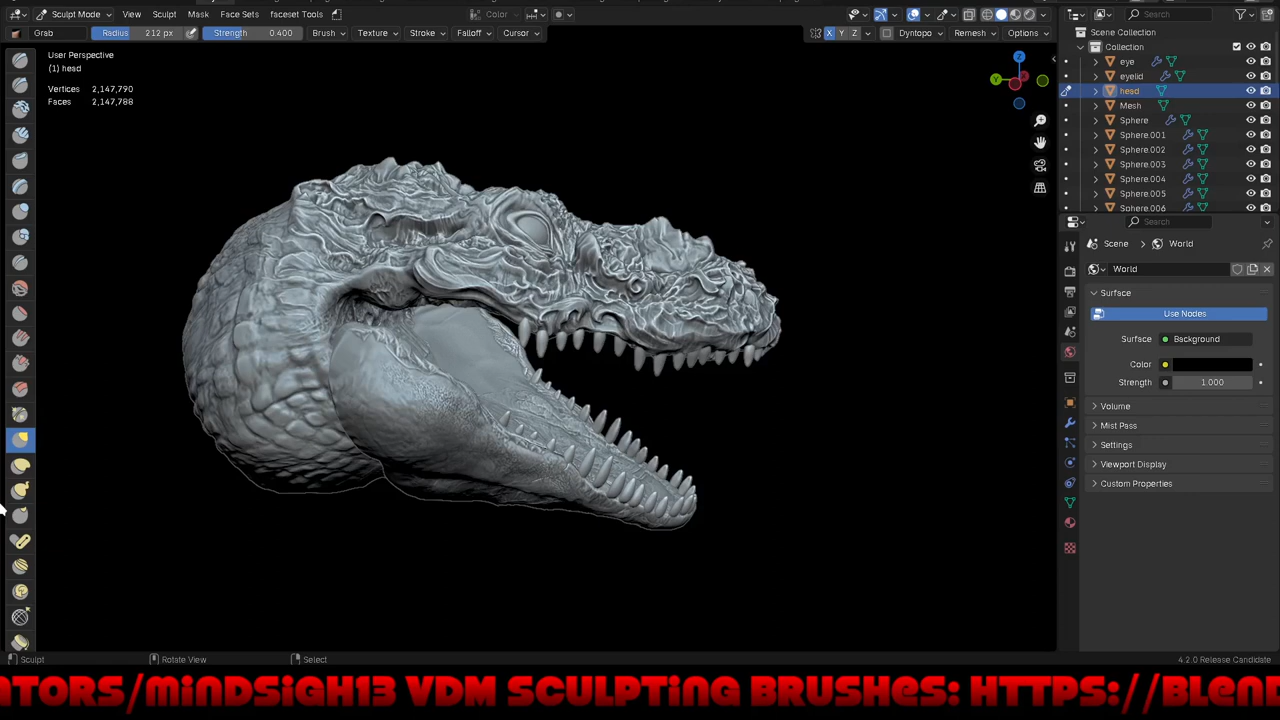 Sculpt Mode View Sculpt Mask Face Sets faceset Tools Color Search
Grab Radius 212 px Strength 0.400 Brush Texture Stroke Falloff Cursor X Y Z Dyntopo Remesh Options
User Perspective
(1) head
Vertices 2,147,790
Faces 2,147,788
Z
Y
Scene Collection
Collection
eye
eyelid
head
Mesh
Sphere
Sphere.001
Sphere.002
Sphere.003
Sphere.004
Sphere.005
Sphere.006
Search
Scene World
World
Surface
Use Nodes
Surface Background
Color
Strength 1.000
Volume
Mist Pass
Settings
Viewport Display
Custom Properties
Sculpt Rotate View Select 4.2.0 Release Candidate
ATORS/MiNDSiGH13 VDM SCULPTiNG BRUSHES: HTTPS://BLEN